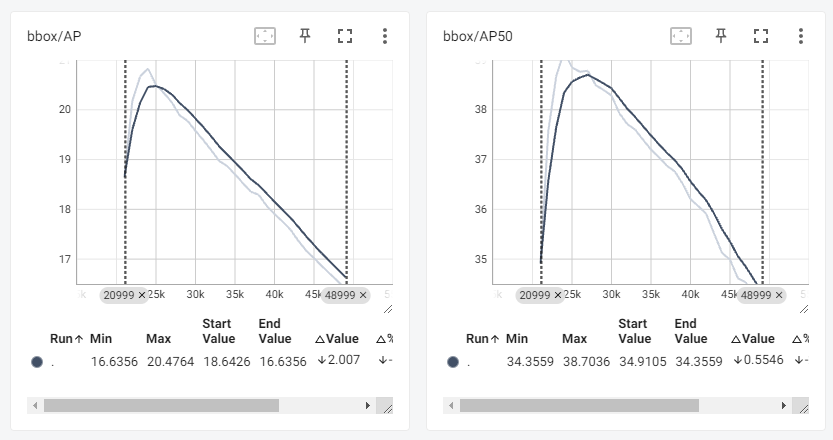 bbox/AP
20
19
18
17
20999 × 25k 30k 35k 40k 45k 48999 ×
Run↑ Min Max Start Value End Value △Value △%
. 16.6356 20.4764 18.6426 16.6356 ↓2.007 ↓-
bbox/AP50
38
37
36
35
20999 × 25k 30k 35k 40k 45k 48999 ×
Run↑ Min Max Start Value End Value △Value △%
. 34.3559 38.7036 34.9105 34.3559 ↓0.5546 ↓-